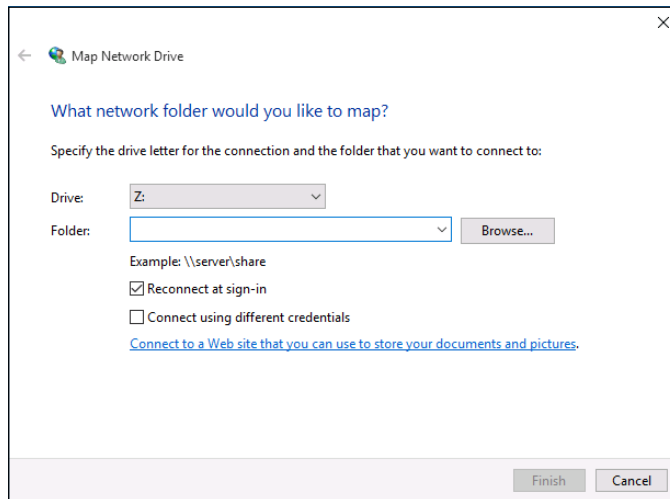 Map Network Drive
What network folder would you like to map?
Specify the drive letter for the connection and the folder that you want to connect to:
Drive: Z:
Folder: Browse...
Example: \\server\share
Reconnect at sign-in
Connect using different credentials
Connect to a Web site that you can use to store your documents and pictures.
Finish Cancel